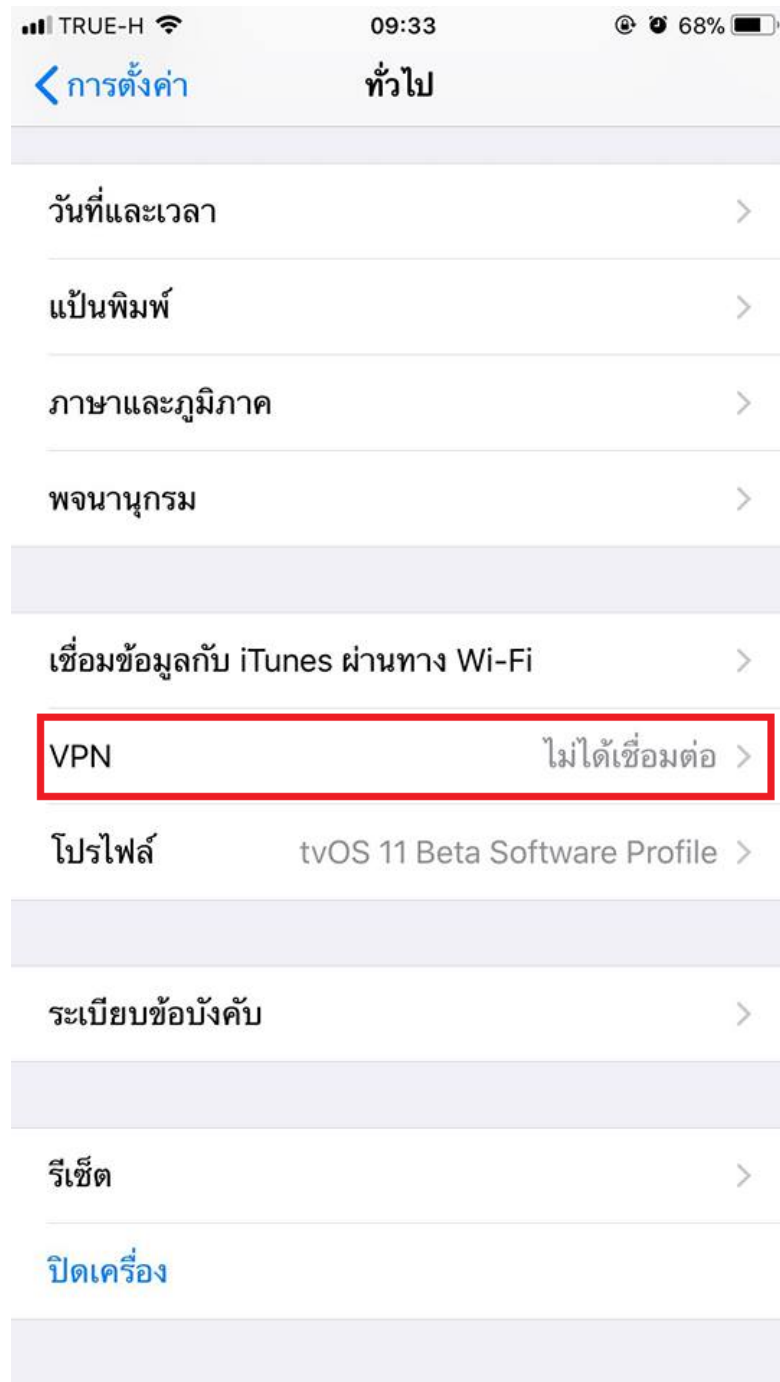 TRUE-H 09:33 68%
การตั้งค่า ทั่วไป
วันที่และเวลา
แป้นพิมพ์
ภาษาและภูมิภาค
พจนานุกรม
เชื่อมข้อมูลกับ iTunes ผ่านทาง Wi-Fi
VPN ไม่ได้เชื่อมต่อ
โปรไฟล์ tvOS 11 Beta Software Profile
ระเบียบข้อบังคับ
รีเซ็ต
ปิดเครื่อง